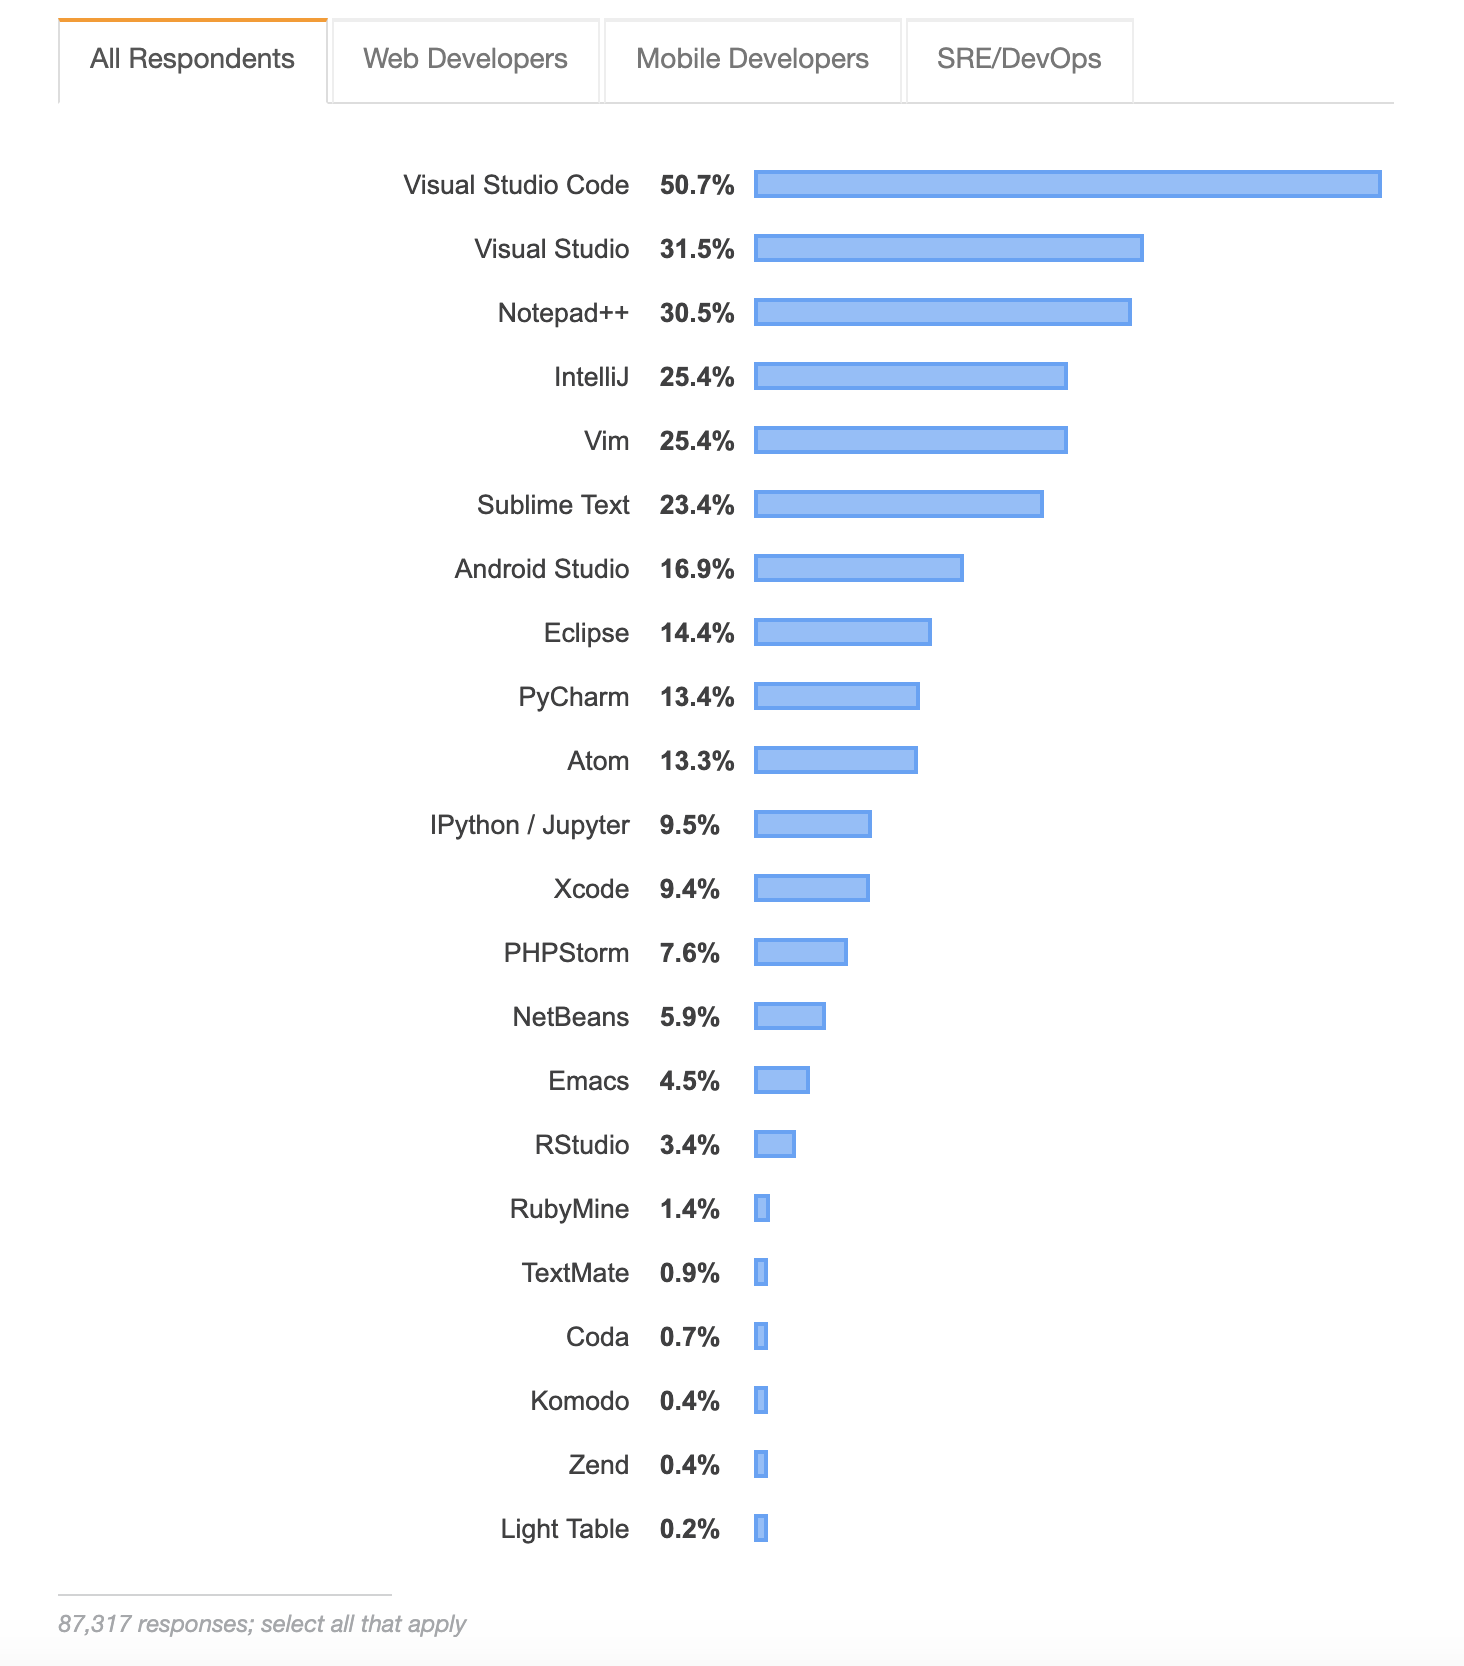 All Respondents Web Developers Mobile Developers SRE/DevOps
Visual Studio Code 50.7%
Visual Studio 31.5%
Notepad++ 30.5%
IntelliJ 25.4%
Vim 25.4%
Sublime Text 23.4%
Android Studio 16.9%
Eclipse 14.4%
PyCharm 13.4%
Atom 13.3%
IPython / Jupyter 9.5%
Xcode 9.4%
PHPStorm 7.6%
NetBeans 5.9%
Emacs 4.5%
RStudio 3.4%
RubyMine 1.4%
TextMate 0.9%
Coda 0.7%
Komodo 0.4%
Zend 0.4%
Light Table 0.2%
87,317 responses; select all that apply